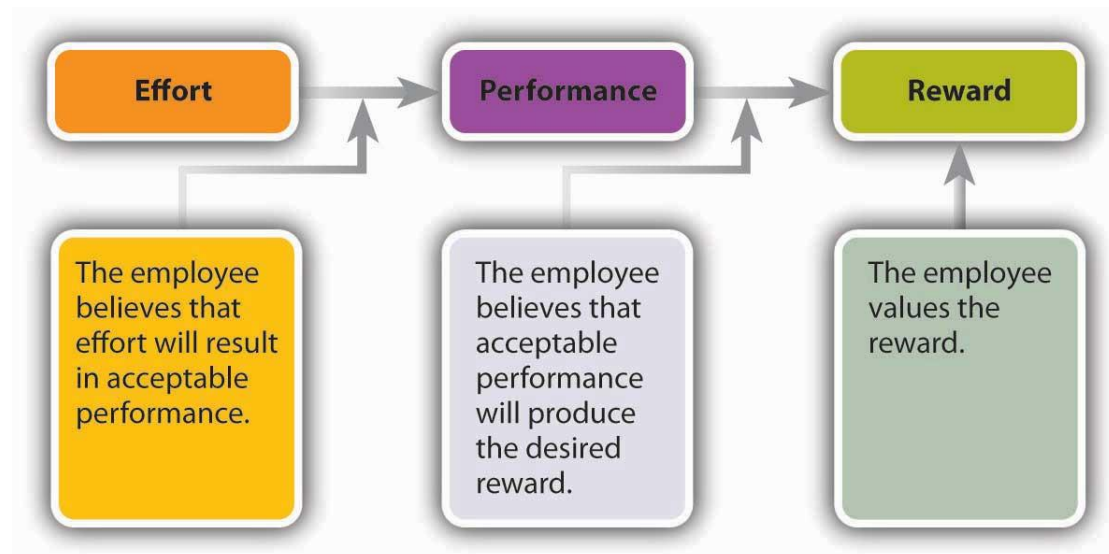 Effort
Performance
Reward
The employee
believes that
effort will result
in acceptable
performance.
The employee
believes that
acceptable
performance
will produce
the desired
reward.
The employee
values the
reward.